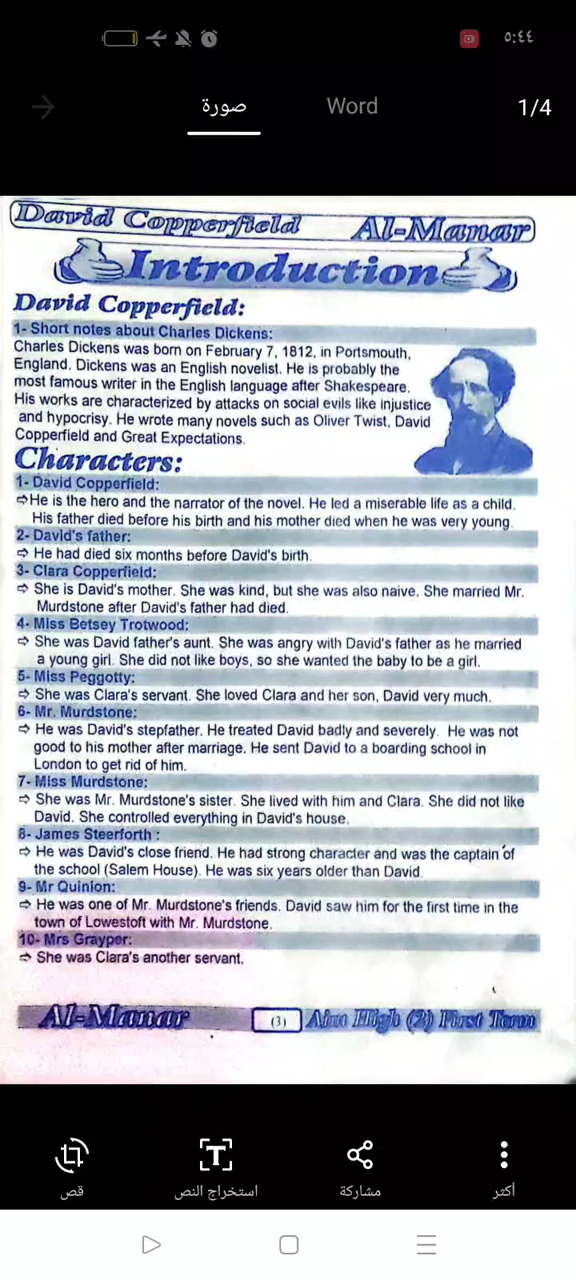 ٥:٤٤
صورة
Word
1/4
David Copperfield Al-Manar
Introduction
David Copperfield:
1- Short notes about Charles Dickens:
Charles Dickens was born on February 7, 1812, in Portsmouth,
England. Dickens was an English novelist. He is probably the
most famous writer in the English language after Shakespeare.
His works are characterized by attacks on social evils like injustice
and hypocrisy. He wrote many novels such as Oliver Twist, David
Copperfield and Great Expectations.
Characters:
1- David Copperfield:
⇨He is the hero and the narrator of the novel. He led a miserable life as a child.
His father died before his birth and his mother died when he was very young.
2- David's father:
⇨ He had died six months before David's birth.
3- Clara Copperfield:
⇨ She is David's mother. She was kind, but she was also naive. She married Mr.
Murdstone after David's father had died.
4- Miss Betsey Trotwood:
⇨ She was David father's aunt. She was angry with David's father as he married
a young girl. She did not like boys, so she wanted the baby to be a girl.
5- Miss Peggotty:
⇨ She was Clara's servant. She loved Clara and her son, David very much.
6- Mr. Murdstone:
⇨ He was David's stepfather. He treated David badly and severely. He was not
good to his mother after marriage. He sent David to a boarding school in
London to get rid of him.
7- Miss Murdstone:
⇨ She was Mr. Murdstone's sister. She lived with him and Clara. She did not like
David. She controlled everything in David's house.
8- James Steerforth :
⇨ He was David's close friend. He had strong character and was the captain of
the school (Salem House). He was six years older than David.
9- Mr Quinion:
⇨ He was one of Mr. Murdstone's friends. David saw him for the first time in the
town of Lowestoft with Mr. Murdstone.
10- Mrs Grayper:
⇨ She was Clara's another servant.
Al-Manar (3) Aim High (2) First Term
قص
استخراج النص
مشاركة
أكثر